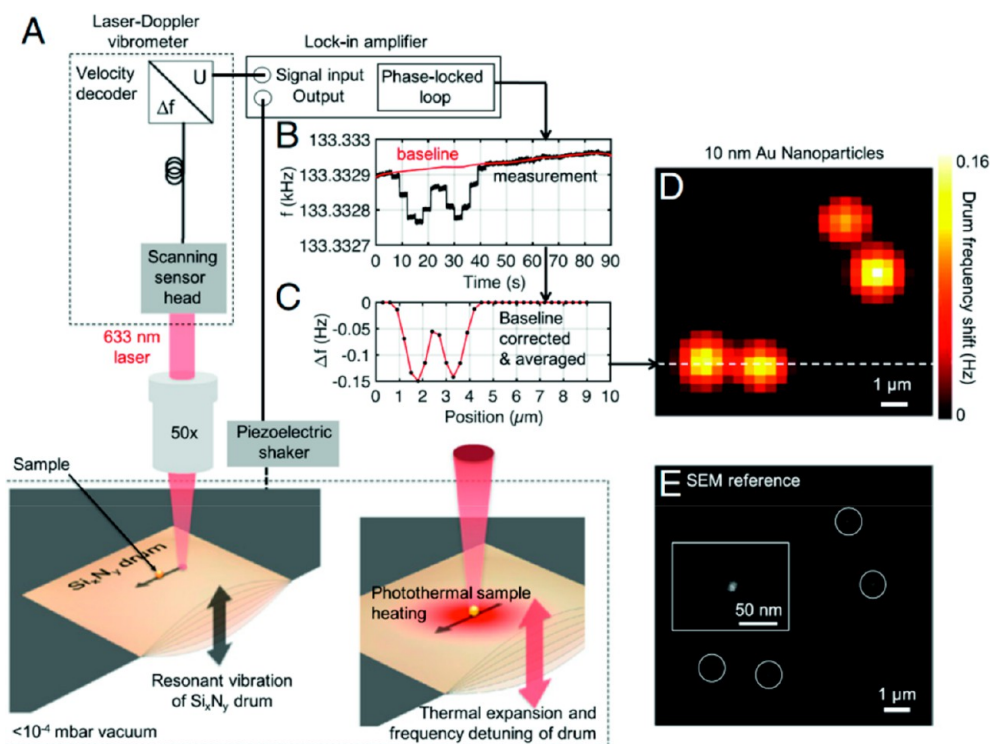 A
Laser-Doppler
vibrometer
Velocity
decoder
U
Δf
Scanning
sensor
head
633 nm
laser
50x
Lock-in amplifier
Signal input
Output
Phase-locked
loop
Piezoelectric
shaker
Sample
SixNy drum
Resonant vibration
of SixNy drum
<10⁻⁴ mbar vacuum
Photothermal sample
heating
Thermal expansion and
frequency detuning of drum
B
f (kHz)
133.333
133.3329
133.3328
133.3327
baseline
measurement
0 10 20 30 40 50 60 70 80 90
Time (s)
C
Δf (Hz)
0
-0.05
-0.1
-0.15
Baseline
corrected
& averaged
0 1 2 3 4 5 6 7 8 9 10
Position (μm)
10 nm Au Nanoparticles
D
1 μm
0.16
Drum frequency shift (Hz)
0
E SEM reference
50 nm
1 μm